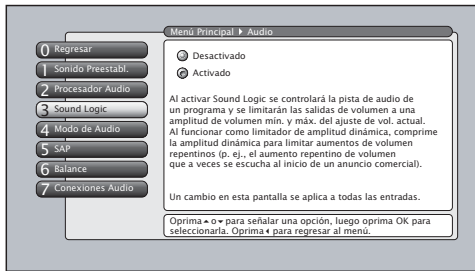 Menú Principal ▸ Audio
0 Regresar
1 Sonido Preestabl.
2 Procesador Audio
3 Sound Logic
4 Modo de Audio
5 SAP
6 Balance
7 Conexiones Audio
Desactivado
Activado
Al activar Sound Logic se controlará la pista de audio de
un programa y se limitarán las salidas de volumen a una
amplitud de volumen mín. y máx. del ajuste de vol. actual.
Al funcionar como limitador de amplitud dinámica, comprime
la amplitud dinámica para limitar aumentos de volumen
repentinos (p. ej., el aumento repentino de volumen
que a veces se escucha al inicio de un anuncio comercial).
Un cambio en esta pantalla se aplica a todas las entradas.
Oprima ▴ o ▾ para señalar una opción, luego oprima OK para
seleccionarla. Oprima ◂ para regresar al menú.